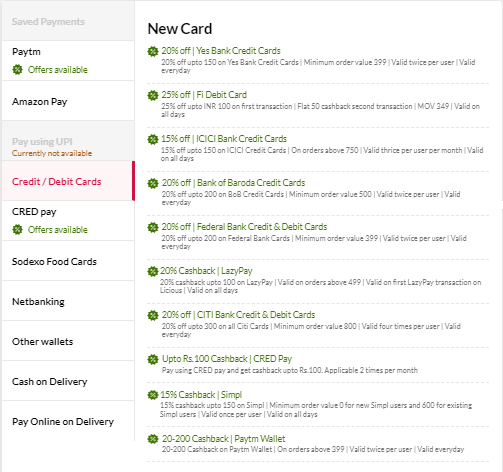 Saved Payments
Paytm
Offers available
Amazon Pay
Pay using UPI
Currently not available
Credit / Debit Cards
CRED pay
Offers available
Sodexo Food Cards
Netbanking
Other wallets
Cash on Delivery
Pay Online on Delivery
New Card
20% off | Yes Bank Credit Cards
20% off upto 150 on Yes Bank Credit Cards | Minimum order value 399 | Valid twice per user | Valid
everyday
25% off | Fi Debit Card
25% off upto INR 100 on first transaction | Flat 50 cashback second transaction | MOV 349 | Valid on
all days
15% off | ICICI Bank Credit Cards
15% off upto 150 on ICICI Credit Cards | On orders above 750 | Valid thrice per user per month | Valid
on all days
20% off | Bank of Baroda Credit Cards
20% off upto 200 on BoB Credit Cards | Minimum order value 500 | Valid twice per user | Valid
everyday
20% off | Federal Bank Credit & Debit Cards
20% off upto 200 on Federal Bank Cards | Minimum order value 399 | Valid twice per user | Valid
everyday
20% Cashback | LazyPay
20% cashback upto 100 on LazyPay | Valid on orders above 499 | Valid on first LazyPay transaction on
Licious | Valid on all days
20% off | CITI Bank Credit & Debit Cards
20% off upto 300 on all Citi Cards | Minimum order value 800 | Valid four times per user | Valid
everyday
Upto Rs.100 Cashback | CRED Pay
Pay using CRED pay and get cashback upto Rs.100. Applicable 2 times per month
15% Cashback | Simpl
15% cashback upto 150 on Simpl | Minimum order value 0 for new Simpl users and 600 for existing
Simpl users | Valid once per user | Valid on all days
20-200 Cashback | Paytm Wallet
20-200 Cashback on Paytm Wallet | On orders above 399 | Valid twice per user | Valid everyday